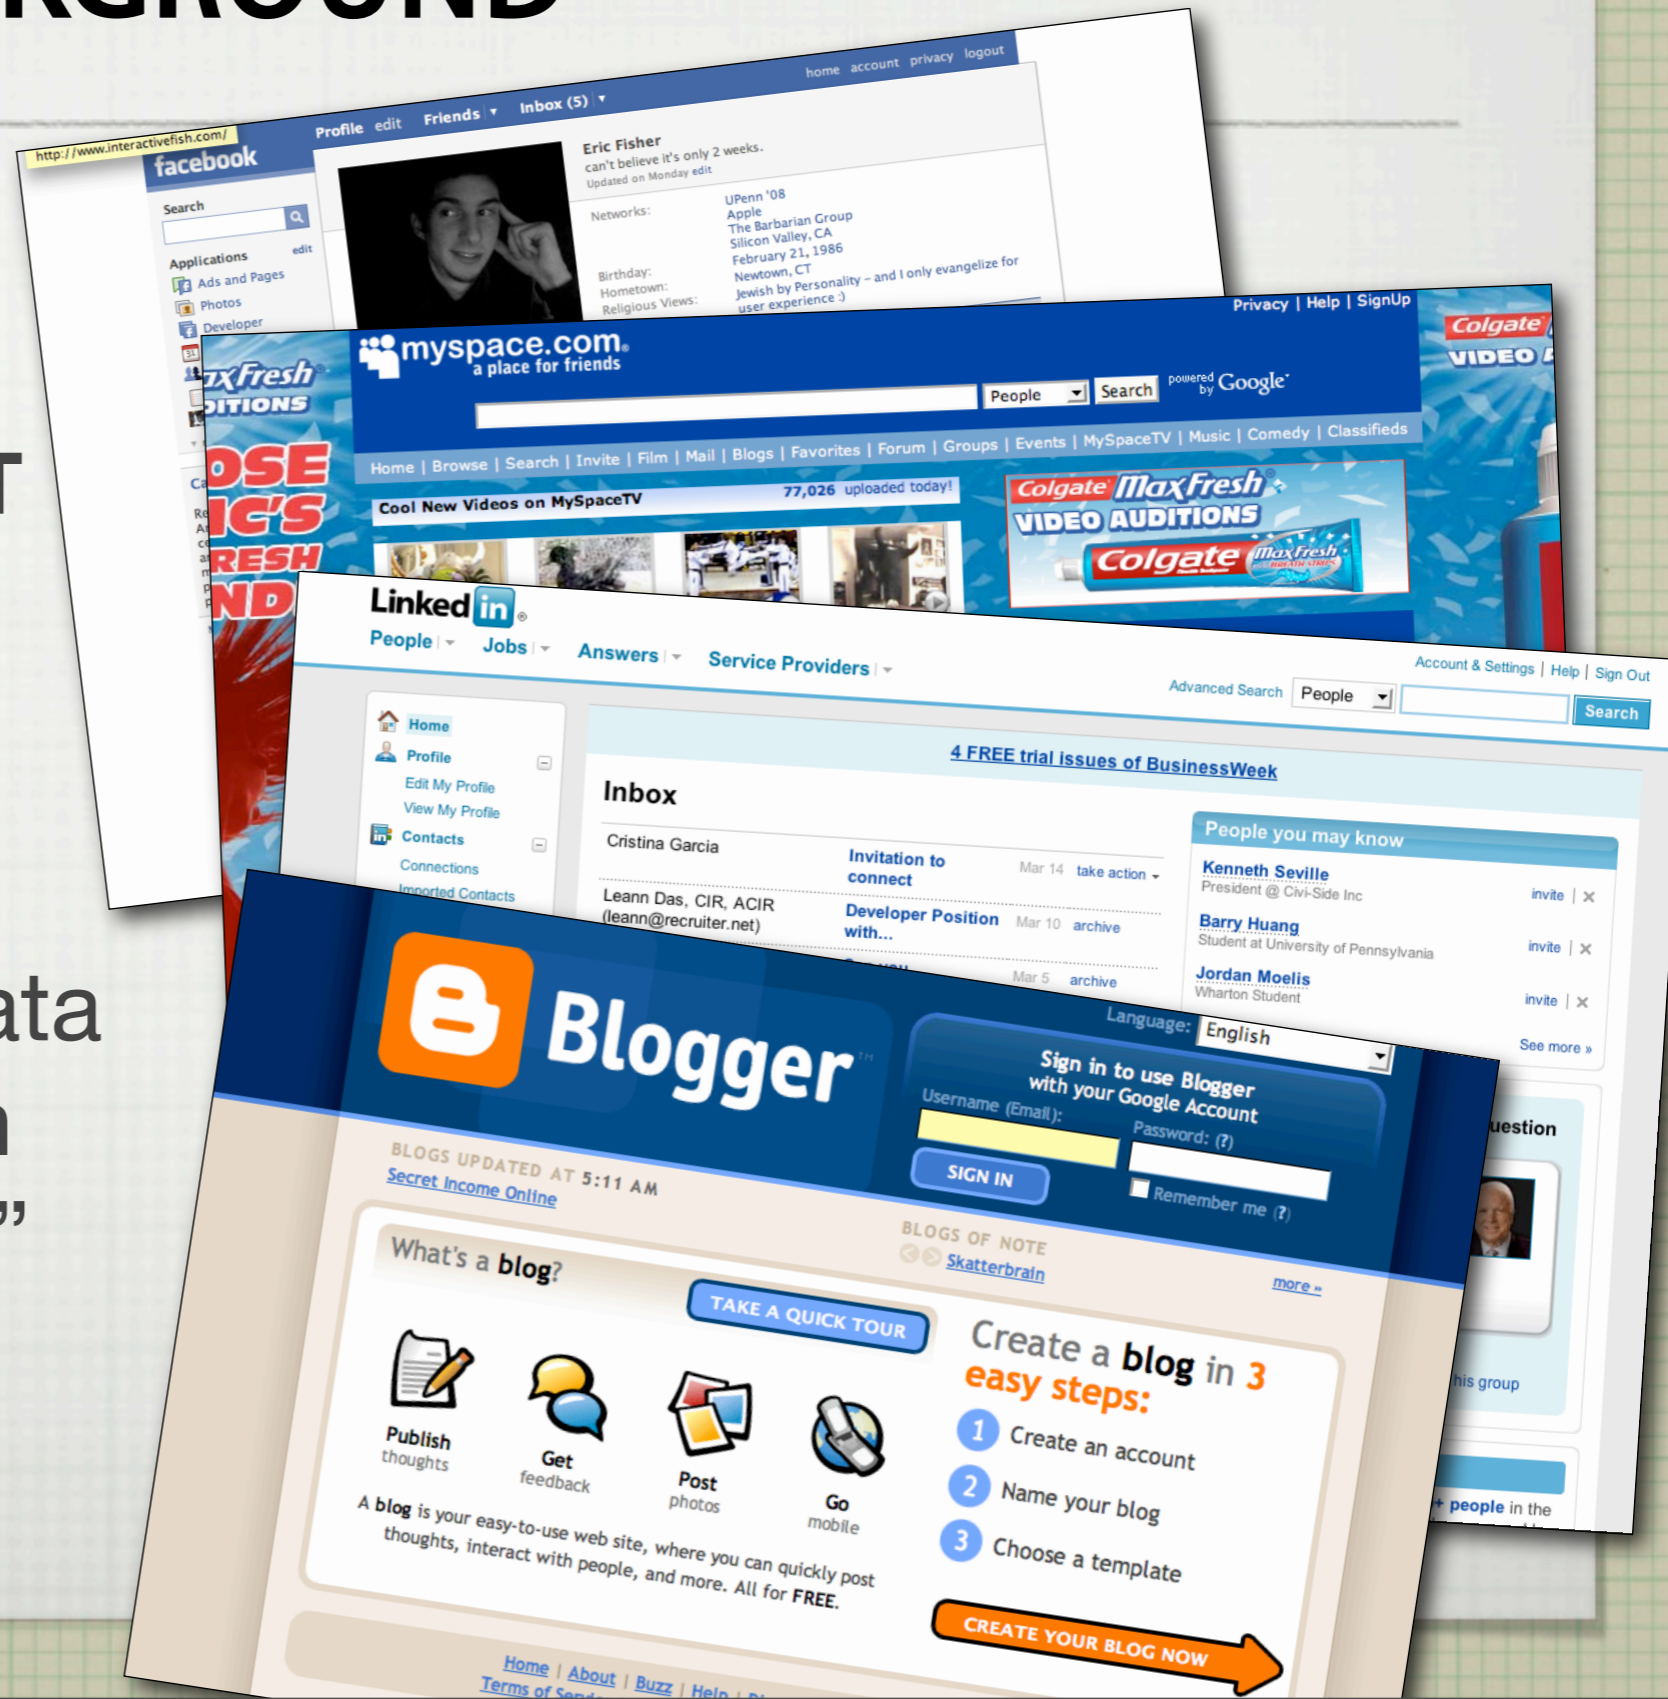 RGROUND
http://www.interactivefish.com/
facebook
Profile edit Friends Inbox (5)
home account privacy logout
Search
Applications edit
Ads and Pages
Photos
Developer
31
Eric Fisher
can't believe it's only 2 weeks.
Updated on Monday edit
Networks: UPenn '08
Apple
The Barbarian Group
Silicon Valley, CA
Birthday: February 21, 1986
Hometown: Newtown, CT
Religious Views: Jewish by Personality – and I only evangelize for
user experience :)
T
ata
”
myspace.com
a place for friends
Privacy | Help | SignUp
People Search powered by Google
Home | Browse | Search | Invite | Film | Mail | Blogs | Favorites | Forum | Groups | Events | MySpaceTV | Music | Comedy | Classifieds
Cool New Videos on MySpaceTV 77,026 uploaded today!
Colgate MaxFresh
VIDEO AUDITIONS
Colgate MaxFresh
Colgate
VIDEO A
axFresh
DITIONS
OSE
IC'S
RESH
ND
Linked in
People Jobs Answers Service Providers
Account & Settings | Help | Sign Out
Advanced Search People Search
Home
Profile
Edit My Profile
View My Profile
Contacts
Connections
Imported Contacts
4 FREE trial issues of BusinessWeek
Inbox
Cristina Garcia Invitation to connect Mar 14 take action
Leann Das, CIR, ACIR
(leann@recruiter.net) Developer Position with... Mar 10 archive
Mar 5 archive
People you may know
Kenneth Seville invite
President @ Civi-Side Inc
Barry Huang invite
Student at University of Pennsylvania
Jordan Moelis invite
Wharton Student
See more »
uestion
his group
+ people in the
Blogger™
Language: English
Sign in to use Blogger
with your Google Account
Username (Email):
Password: (?)
SIGN IN
Remember me (?)
BLOGS UPDATED AT 5:11 AM
Secret Income Online
BLOGS OF NOTE
Skatterbrain
more »
What's a blog?
TAKE A QUICK TOUR
Publish
thoughts
Get
feedback
Post
photos
Go
mobile
A blog is your easy-to-use web site, where you can quickly post
thoughts, interact with people, and more. All for FREE.
Create a blog in 3
easy steps:
1 Create an account
2 Name your blog
3 Choose a template
CREATE YOUR BLOG NOW
Home | About | Buzz | Help |
Terms of